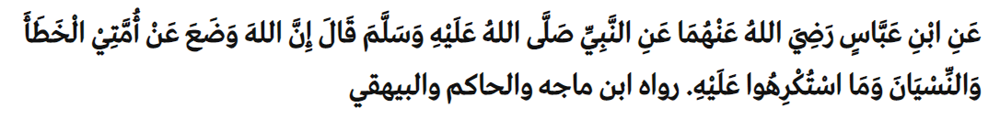 عَنِ ابْنِ عَبَّاسٍ رَضِيَ اللهُ عَنْهُمَا عَنِ النَّبِيِّ صَلَّى اللهُ عَلَيْهِ وَسَلَّمَ قَالَ إِنَّ اللهَ وَضَعَ عَنْ أُمَّتِيْ الْخَطَأَ
وَالنِّسْيَانَ وَمَا اسْتُكْرِهُوا عَلَيْهِ. رواه ابن ماجه والحاكم والبيهقي